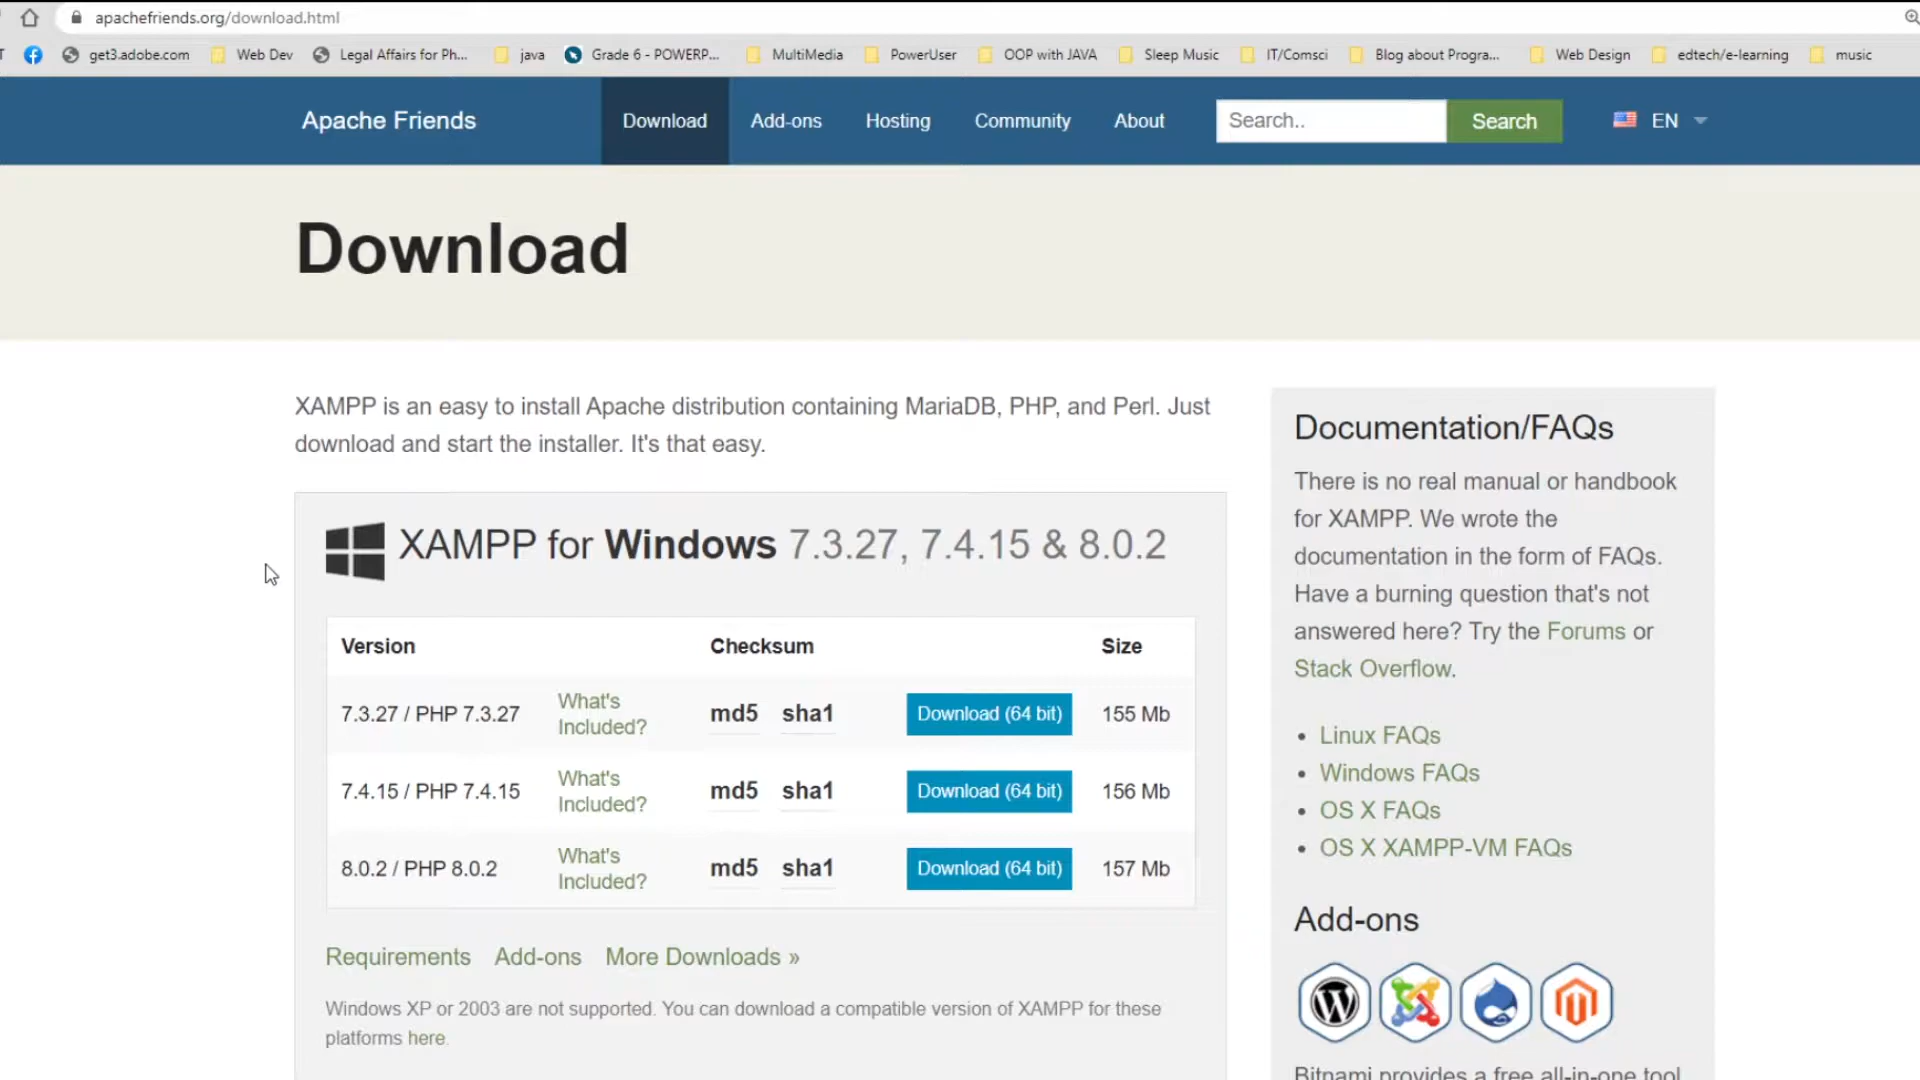 apachefriends.org/download.html
get3.adobe.com Web Dev Legal Affairs for Ph... java Grade 6 - POWERP... MultiMedia PowerUser OOP with JAVA Sleep Music IT/Comsci Blog about Progra... Web Design edtech/e-learning music
Apache Friends Download Add-ons Hosting Community About Search.. Search EN
Download
XAMPP is an easy to install Apache distribution containing MariaDB, PHP, and Perl. Just
download and start the installer. It's that easy.
XAMPP for Windows 7.3.27, 7.4.15 & 8.0.2
Version Checksum Size
7.3.27 / PHP 7.3.27 What's Included? md5 sha1 Download (64 bit) 155 Mb
7.4.15 / PHP 7.4.15 What's Included? md5 sha1 Download (64 bit) 156 Mb
8.0.2 / PHP 8.0.2 What's Included? md5 sha1 Download (64 bit) 157 Mb
Requirements Add-ons More Downloads »
Windows XP or 2003 are not supported. You can download a compatible version of XAMPP for these
platforms here.
Documentation/FAQs
There is no real manual or handbook
for XAMPP. We wrote the
documentation in the form of FAQs.
Have a burning question that's not
answered here? Try the Forums or
Stack Overflow.
• Linux FAQs
• Windows FAQs
• OS X FAQs
• OS X XAMPP-VM FAQs
Add-ons
Bitnami provides a free all-in-one tool